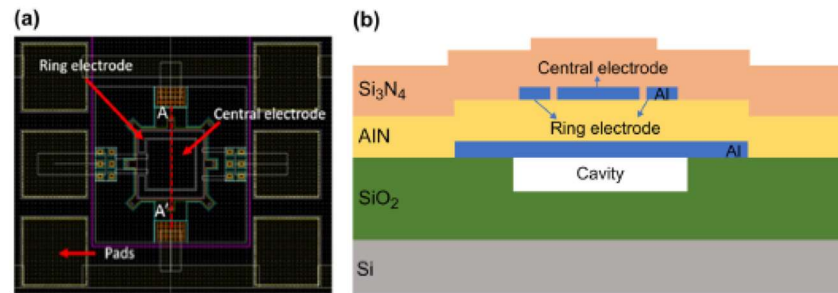 (a)
Ring electrode
A
Central electrode
A'
Pads
(b)
Central electrode
Si₃N₄
Al
Ring electrode
AlN
Al
Cavity
SiO₂
Si